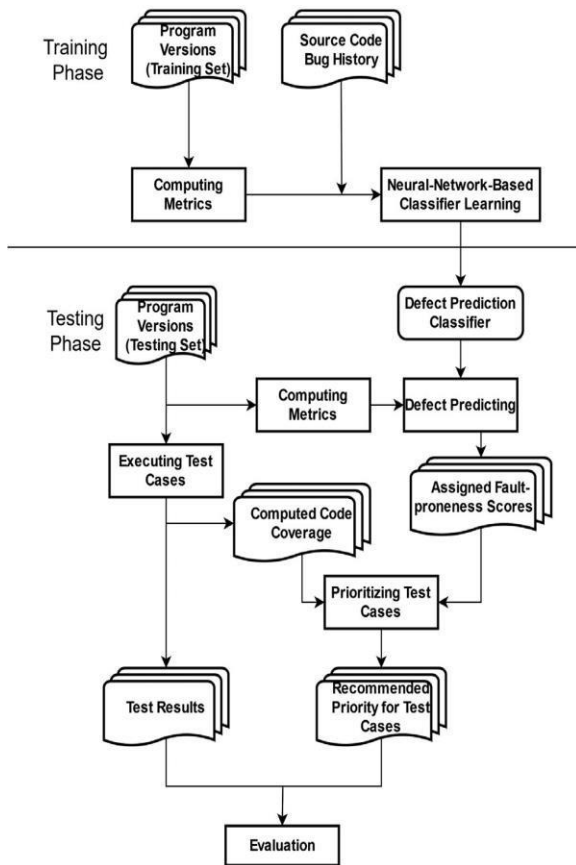 Training
Phase
Program
Versions
(Training Set)
Source Code
Bug History
Computing
Metrics
Neural-Network-Based
Classifier Learning
Testing
Phase
Program
Versions
(Testing Set)
Defect Prediction
Classifier
Computing
Metrics
Defect Predicting
Executing Test
Cases
Computed Code
Coverage
Assigned Fault-
proneness Scores
Prioritizing Test
Cases
Test Results
Recommended
Priority for Test
Cases
Evaluation